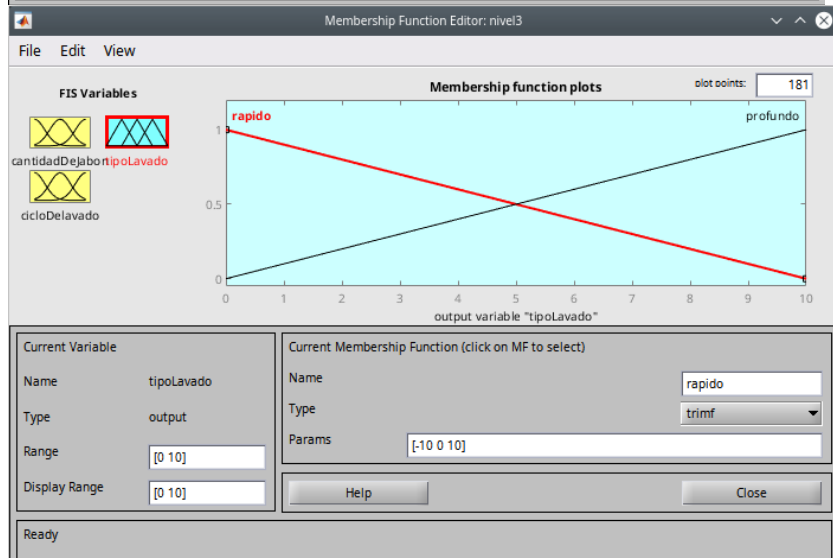 Membership Function Editor: nivel3
File Edit View
FIS Variables
cantidadDeJabon
tipoLavado
cicloDelavado
Membership function plots
plot points:
181
rapido
profundo
1
0.5
0
0 1 2 3 4 5 6 7 8 9 10
output variable "tipoLavado"
Current Variable
Name tipoLavado
Type output
Range [0 10]
Display Range [0 10]
Current Membership Function (click on MF to select)
Name rapido
Type trimf
Params [-10 0 10]
Help Close
Ready